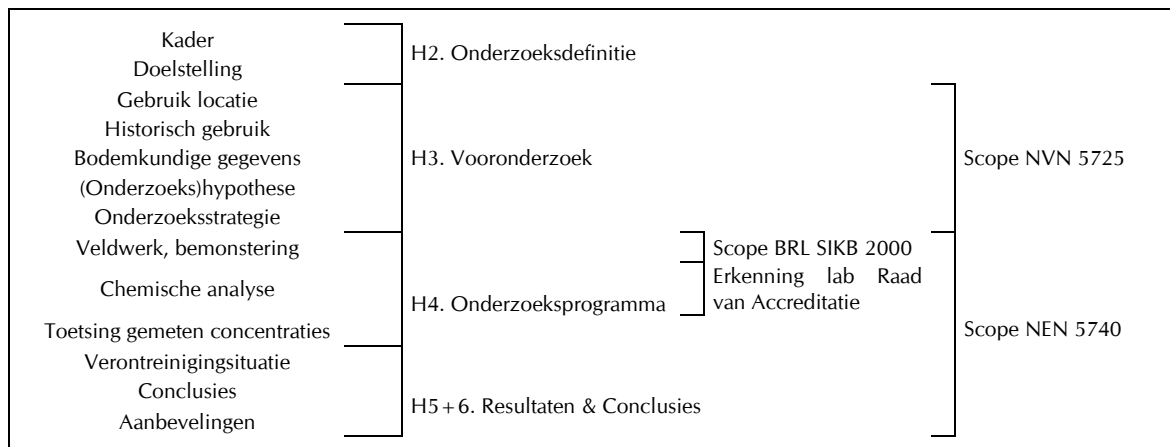 Kader
Doelstelling
H2. Onderzoeksdefinitie
Gebruik locatie
Historisch gebruik
Bodemkundige gegevens
(Onderzoeks)hypothese
Onderzoeksstrategie
H3. Vooronderzoek
Scope NVN 5725
Veldwerk, bemonstering
Chemische analyse
Toetsing gemeten concentraties
H4. Onderzoeksprogramma
Scope BRL SIKB 2000
Erkenning lab Raad
van Accreditatie
Scope NEN 5740
Verontreinigingsituatie
Conclusies
Aanbevelingen
H5+6. Resultaten & Conclusies